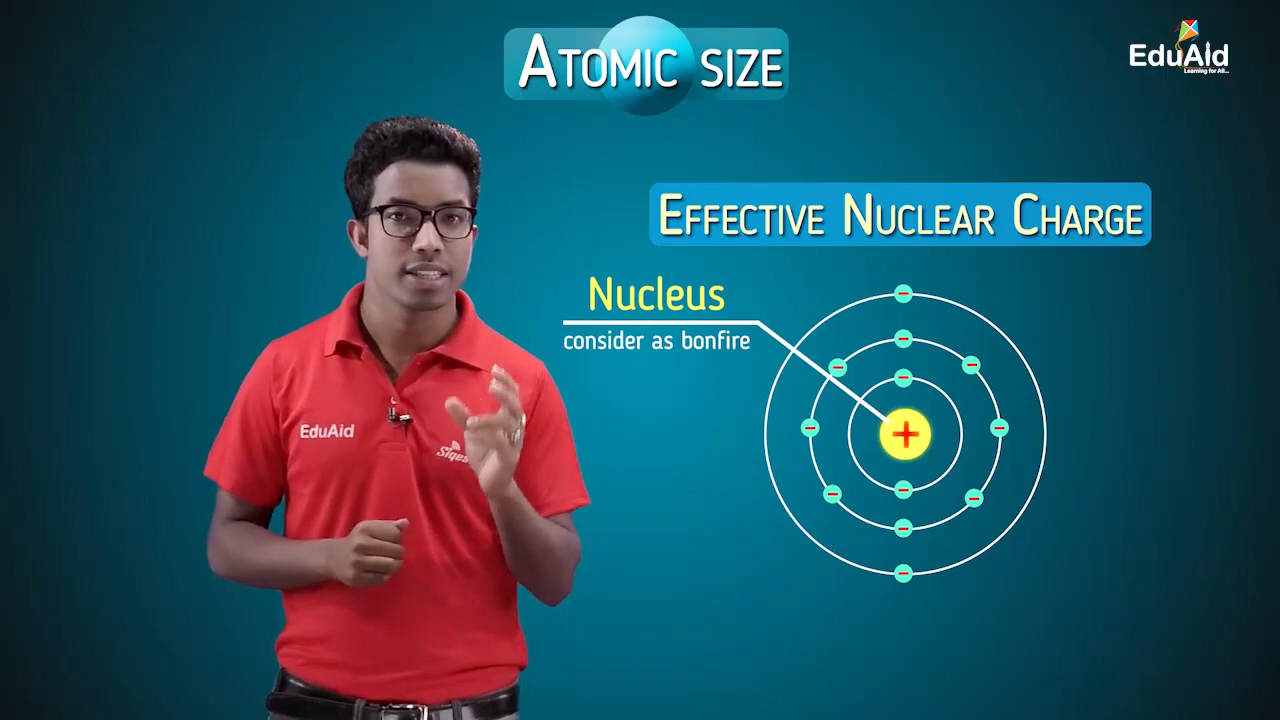 ATOMIC SIZE
EduAid
Learning for All...
EFFECTIVE NUCLEAR CHARGE
Nucleus
consider as bonfire
+
EduAid